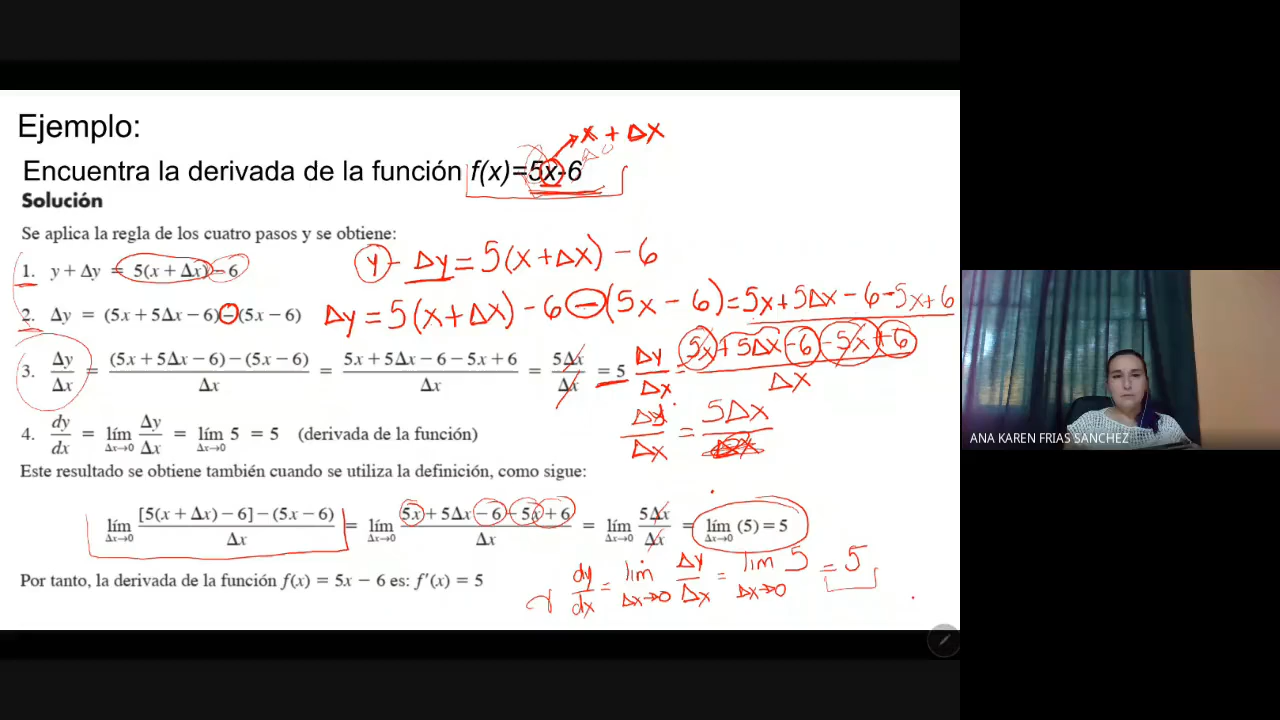 Ejemplo:
x + Δx
Encuentra la derivada de la función f(x)=5x-6
Solución
Se aplica la regla de los cuatro pasos y se obtiene:
1. y + Δy = 5(x + Δx) − 6
y - Δy = 5(x+Δx) − 6
2. Δy = (5x + 5Δx − 6) − (5x − 6)
Δy = 5(x+Δx) − 6 − (5x − 6) = 5x + 5Δx − 6 − 5x + 6
3. Δy/Δx = (5x + 5Δx − 6) − (5x − 6)/Δx = 5x + 5Δx − 6 − 5x + 6/Δx = 5Δx/Δx = 5
Δy/Δx = 5x + 5Δx − 6 − 5x + 6/Δx
Δy/Δx = 5Δx
4. dy/dx = lím Δx→0 Δy/Δx = lím Δx→0 5 = 5 (derivada de la función)
Este resultado se obtiene también cuando se utiliza la definición, como sigue:
lím Δx→0 [5(x + Δx) − 6] − (5x − 6)/Δx = lím Δx→0 5x + 5Δx − 6 − 5x + 6/Δx = lím Δx→0 5Δx/Δx = lím Δx→0 (5) = 5
dy/dx = lim Δx→0 Δy/Δx = lim Δx→0 5 = 5
Por tanto, la derivada de la función f(x) = 5x − 6 es: f′(x) = 5
ANA KAREN FRIAS SANCHEZ